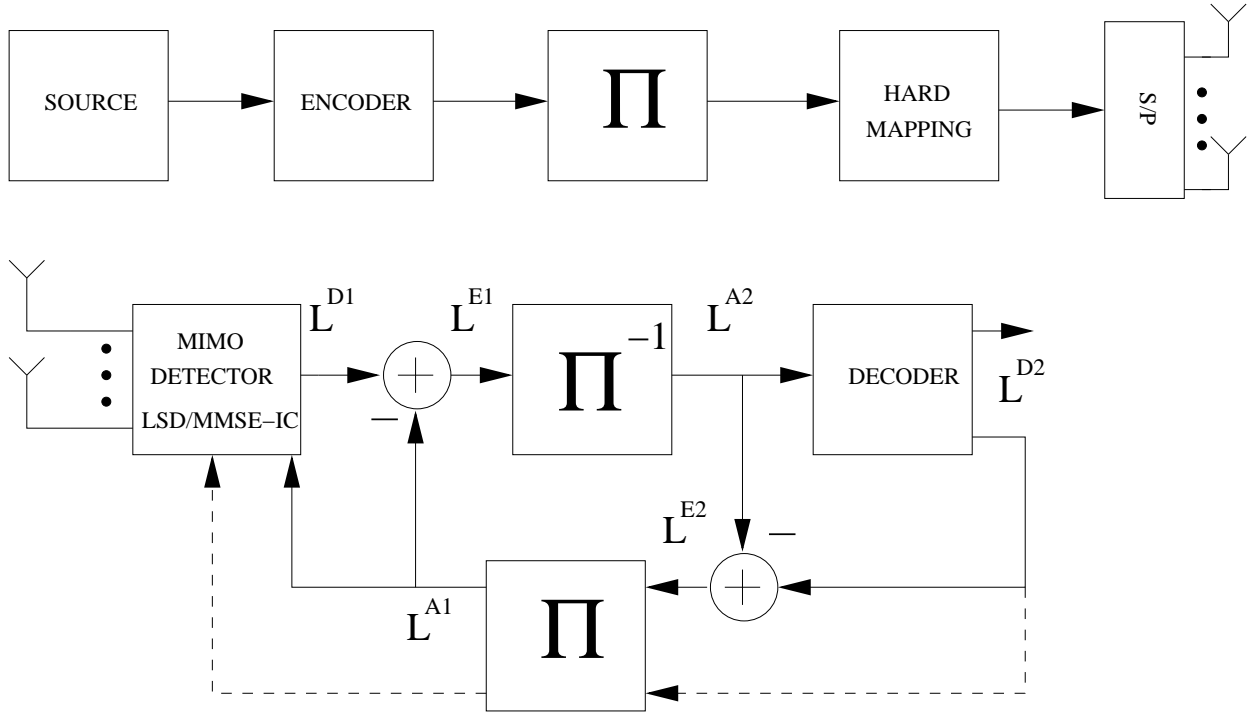 SOURCE
ENCODER
Π
HARD
MAPPING
S/P
MIMO
DETECTOR
LSD/MMSE−IC
L^D1
+
−
L^E1
Π^−1
L^A2
DECODER
L^D2
L^E2
−
+
L^A1
Π